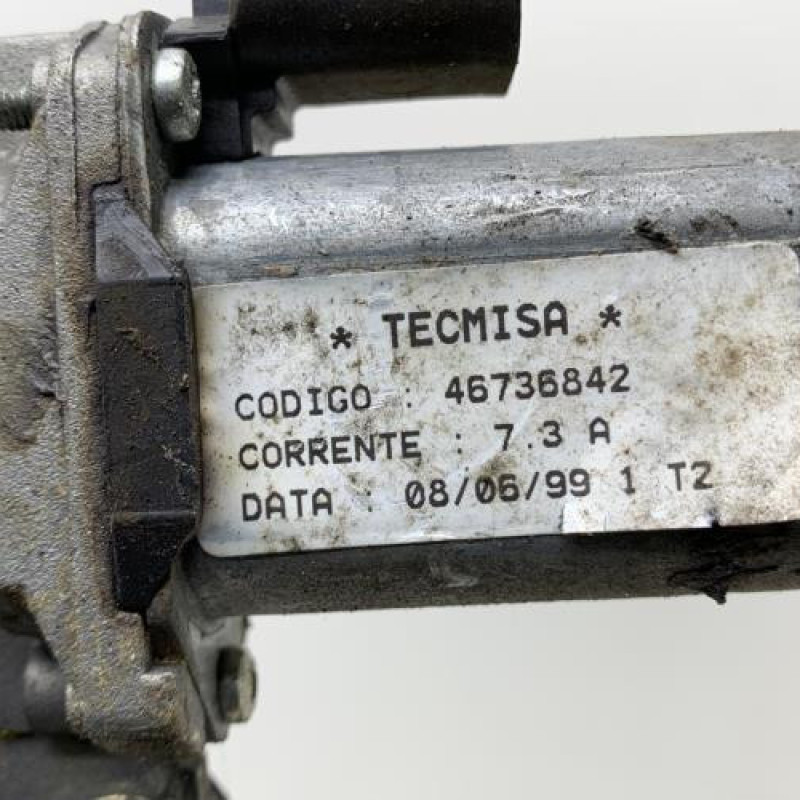 * TECMISA *
CODIGO : 46736842
CORRENTE : 7.3 A
DATA : 08/06/99 1 T2